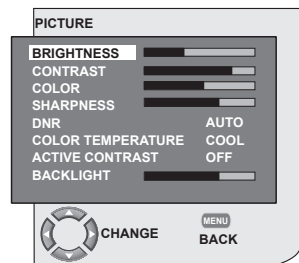 PICTURE
BRIGHTNESS
CONTRAST
COLOR
SHARPNESS
DNR AUTO
COLOR TEMPERATURE COOL
ACTIVE CONTRAST OFF
BACKLIGHT
CHANGE
MENU
BACK